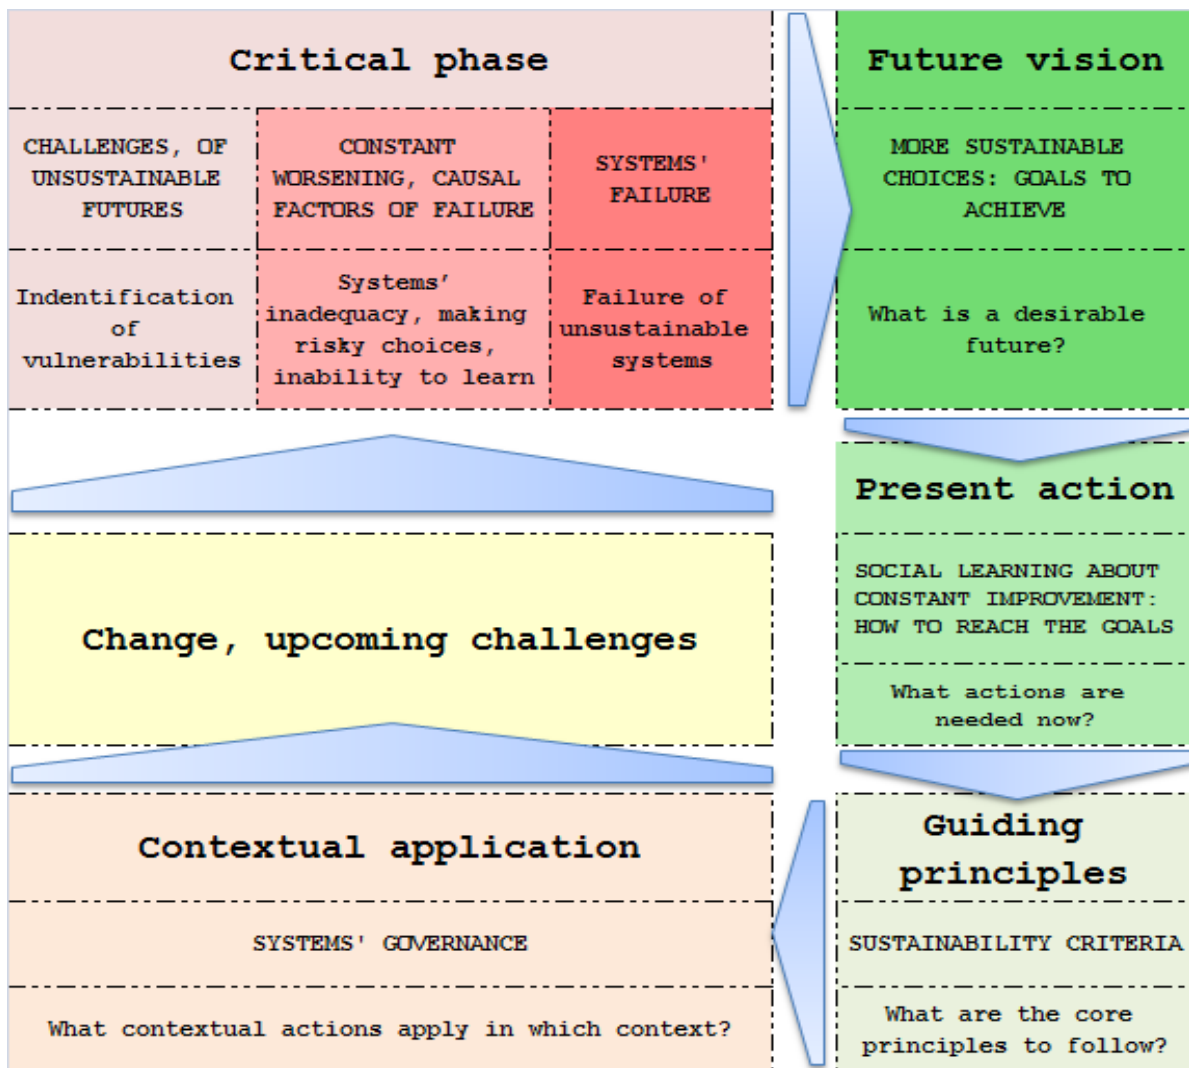 Critical phase
CHALLENGES, OF
UNSUSTAINABLE
FUTURES
CONSTANT
WORSENING, CAUSAL
FACTORS OF FAILURE
SYSTEMS'
FAILURE
Indentification
of
vulnerabilities
Systems’
inadequacy, making
risky choices,
inability to learn
Failure of
unsustainable
systems
Future vision
MORE SUSTAINABLE
CHOICES: GOALS TO
ACHIEVE
What is a desirable
future?
Present action
SOCIAL LEARNING ABOUT
CONSTANT IMPROVEMENT:
HOW TO REACH THE GOALS
What actions are
needed now?
Guiding
principles
SUSTAINABILITY CRITERIA
What are the core
principles to follow?
Contextual application
SYSTEMS' GOVERNANCE
What contextual actions apply in which context?
Change, upcoming challenges